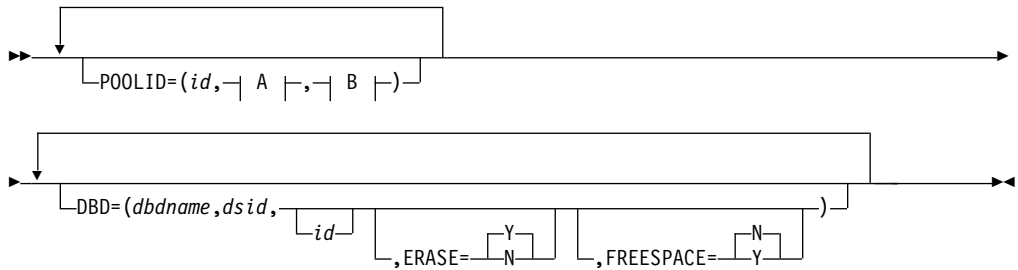 POOLID=(id, A , B )
DBD=(dbdname,dsid,
id
,ERASE=
Y
N
,FREESPACE=
N
Y
)